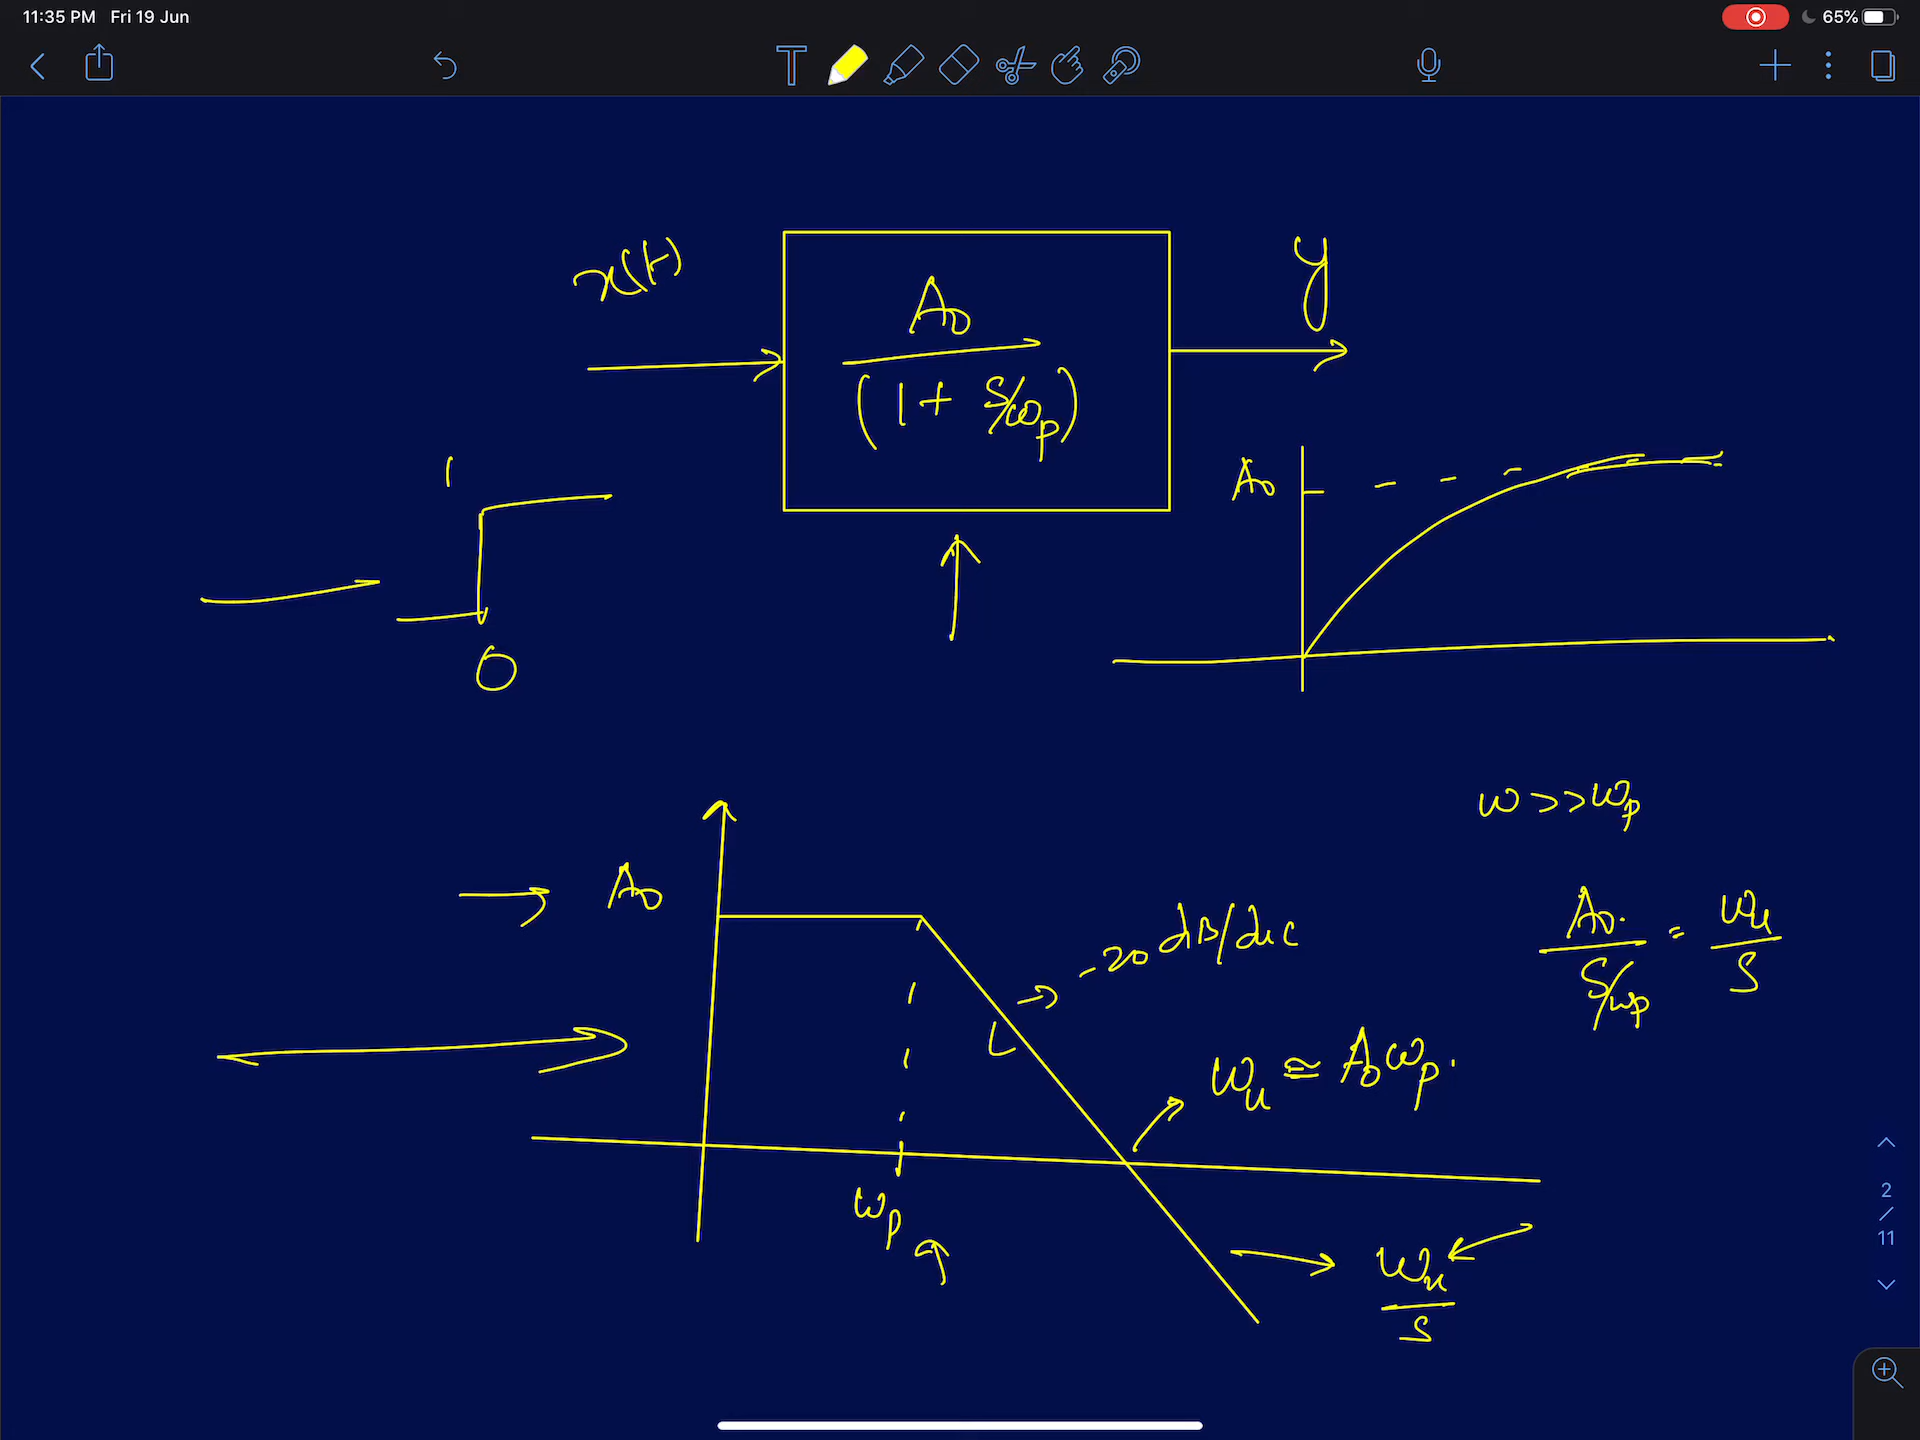 11:35 PM Fri 19 Jun
65%
x(t)
A₀
(1 + s/ωₚ)
y
1
0
A₀
ω >> ωₚ
A₀
-20 dB/dec
A₀. = ωᵤ
s/ωₚ s
ωᵤ ≅ A₀ωₚ.
ωₚ
ωᵤ
s
2
/
11